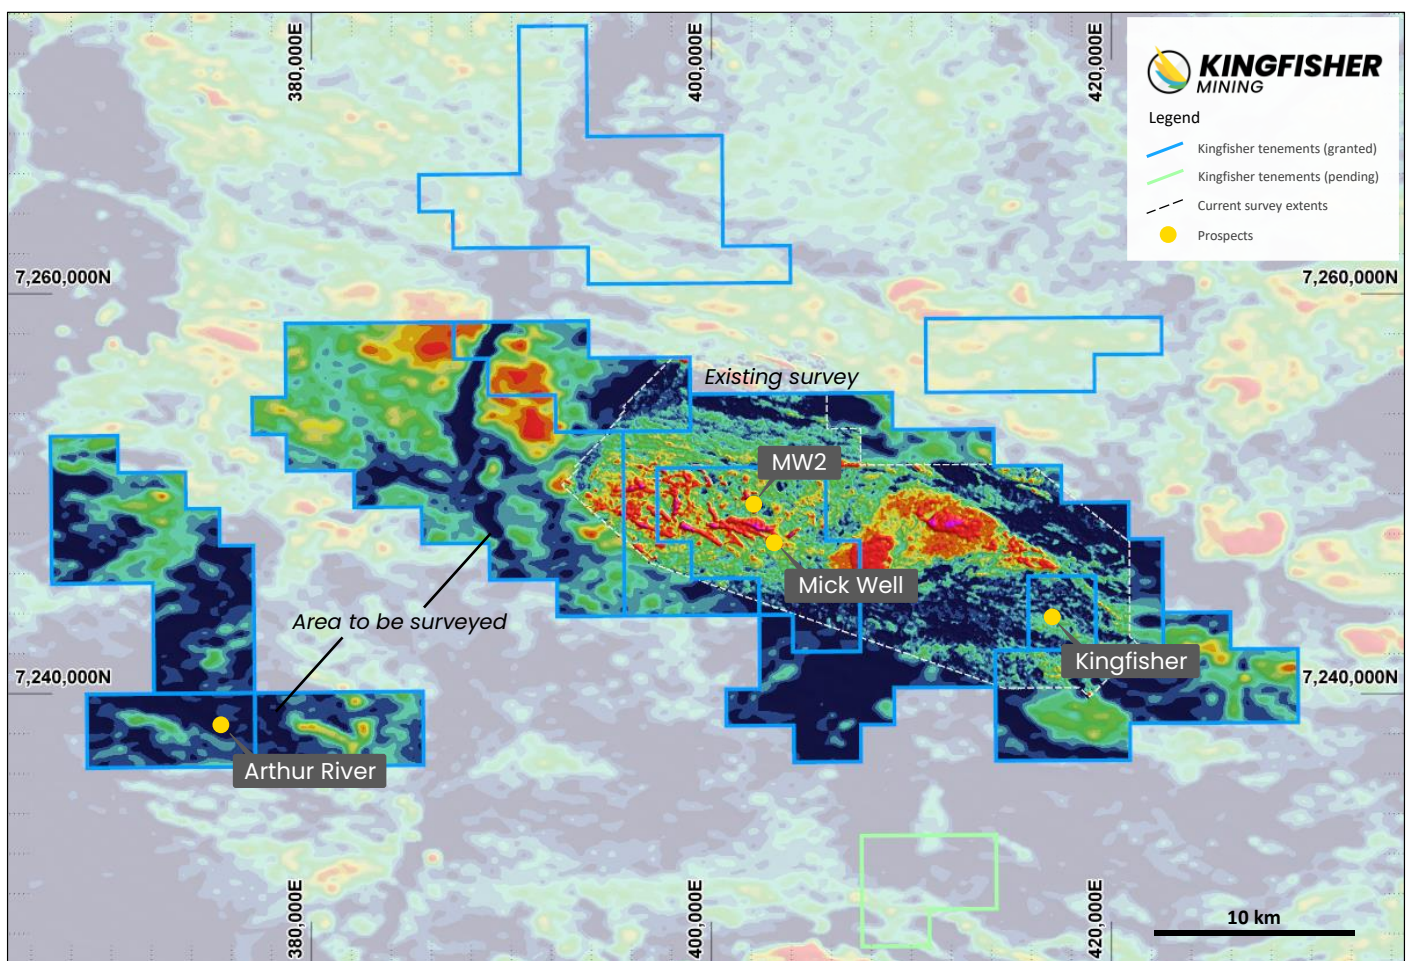 380,000E
400,000E
420,000E
KINGFISHER
MINING
Legend
Kingfisher tenements (granted)
Kingfisher tenements (pending)
Current survey extents
Prospects
7,260,000N
7,260,000N
Existing survey
MW2
Mick Well
Area to be surveyed
Kingfisher
7,240,000N
7,240,000N
Arthur River
380,000E
400,000E
420,000E
10 km